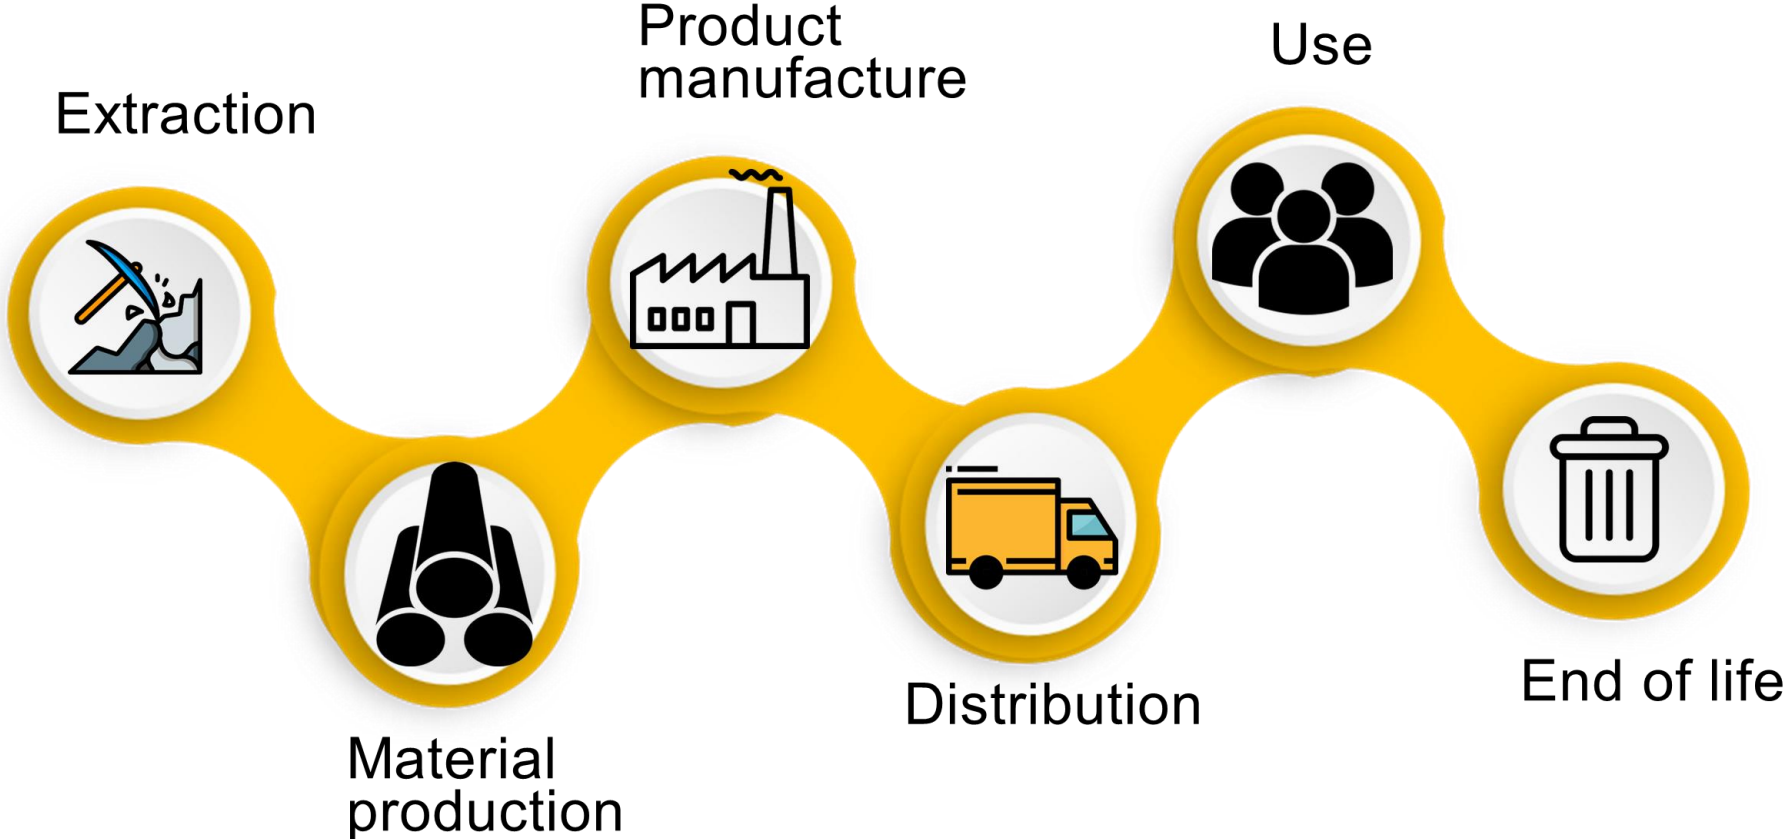 Extraction
Material
production
Product
manufacture
Distribution
Use
End of life